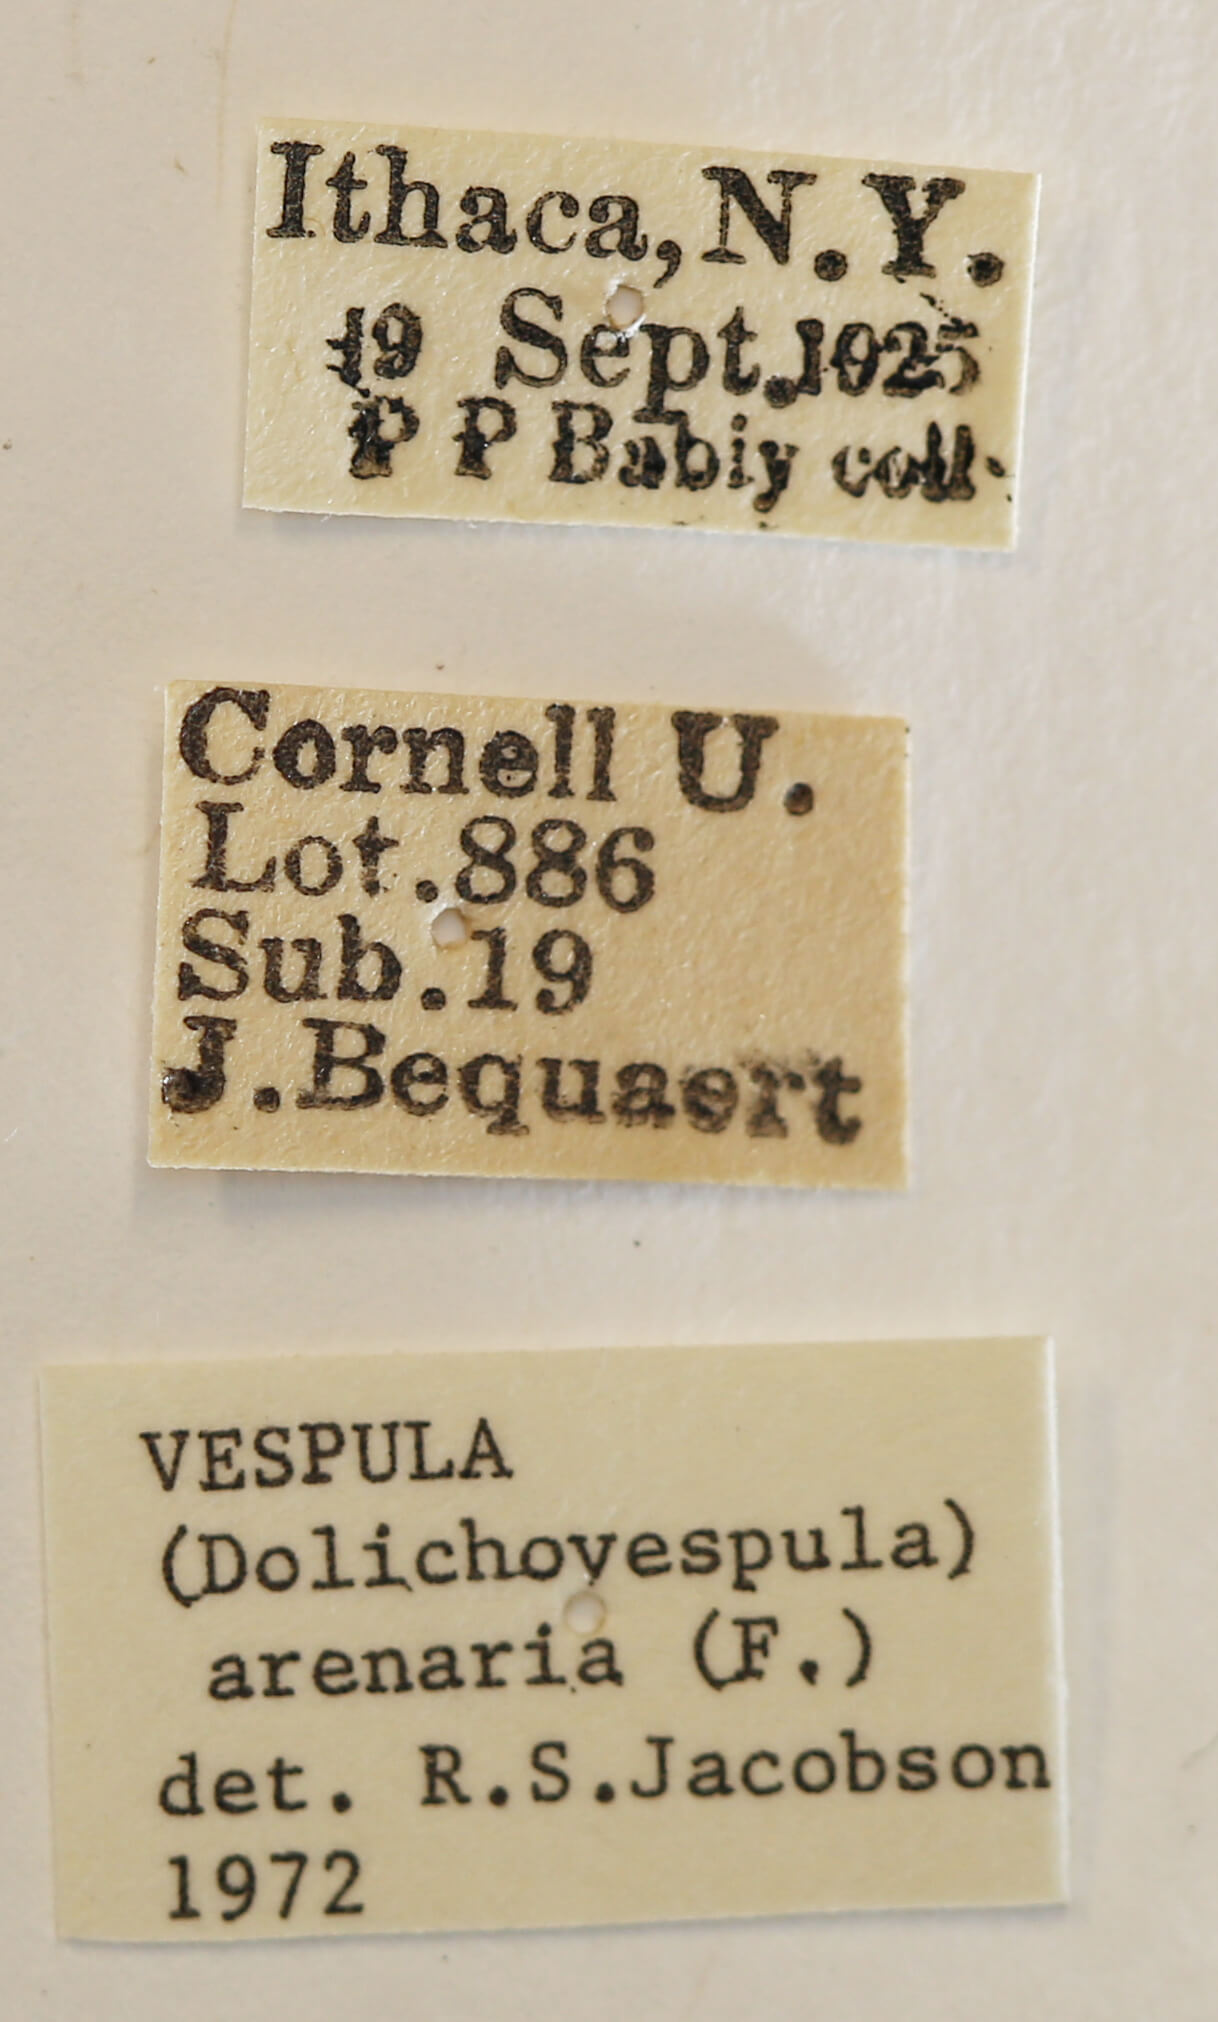 Ithaca, N.Y.
19 Sept. 1925
P P Babiy coll.
Cornell U.
Lot. 886
Sub. 19
J. Bequaert
VESPULA
(Dolichovespula)
arenaria (F.)
det. R.S.Jacobson
1972